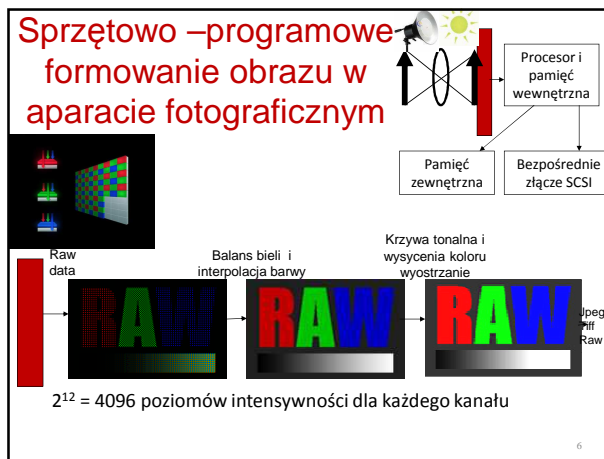 Sprzętowo –programowe
formowanie obrazu w
aparacie fotograficznym
Procesor i
pamięć
wewnętrzna
Pamięć
zewnętrzna
Bezpośrednie
złącze SCSI
Raw
data
Balans bieli i
interpolacja barwy
Krzywa tonalna i
wysycenia koloru
wyostrzanie
RAW
RAW
RAW
Jpeg
Tiff
Raw
2¹² = 4096 poziomów intensywności dla każdego kanału
6